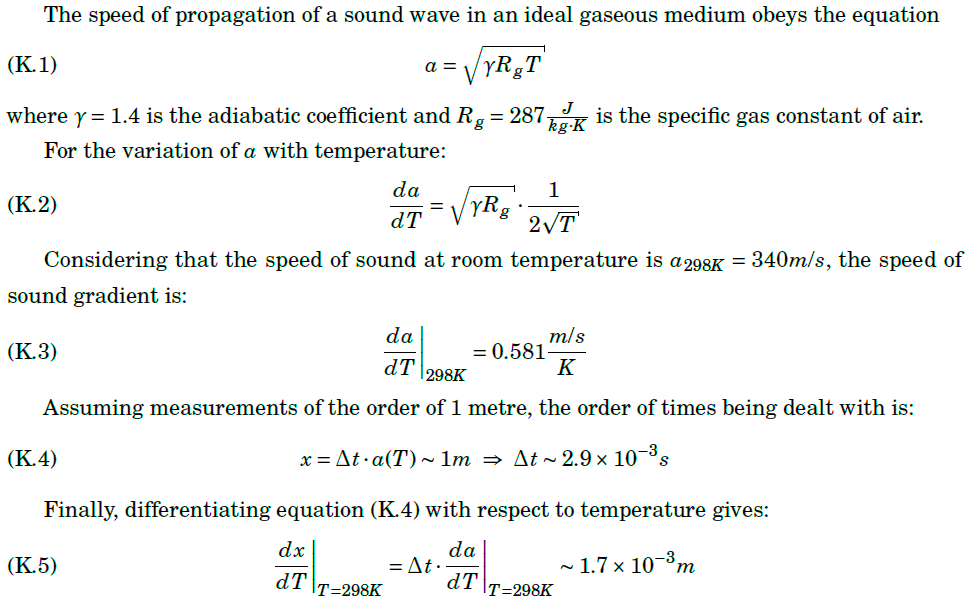 The speed of propagation of a sound wave in an ideal gaseous medium obeys the equation
(K.1) a = √(γR_gT)
where γ = 1.4 is the adiabatic coefficient and R_g = 287 J/(kg·K) is the specific gas constant of air.
For the variation of a with temperature:
(K.2) da/dT = √(γR_g) · 1/(2√T)
Considering that the speed of sound at room temperature is a_298K = 340m/s, the speed of
sound gradient is:
(K.3) da/dT |_298K = 0.581 (m/s)/K
Assuming measurements of the order of 1 metre, the order of times being dealt with is:
(K.4) x = Δt · a(T) ~ 1m ⇒ Δt ~ 2.9 × 10⁻³s
Finally, differentiating equation (K.4) with respect to temperature gives:
(K.5) dx/dT |_T=298K = Δt · da/dT |_T=298K ~ 1.7 × 10⁻³m